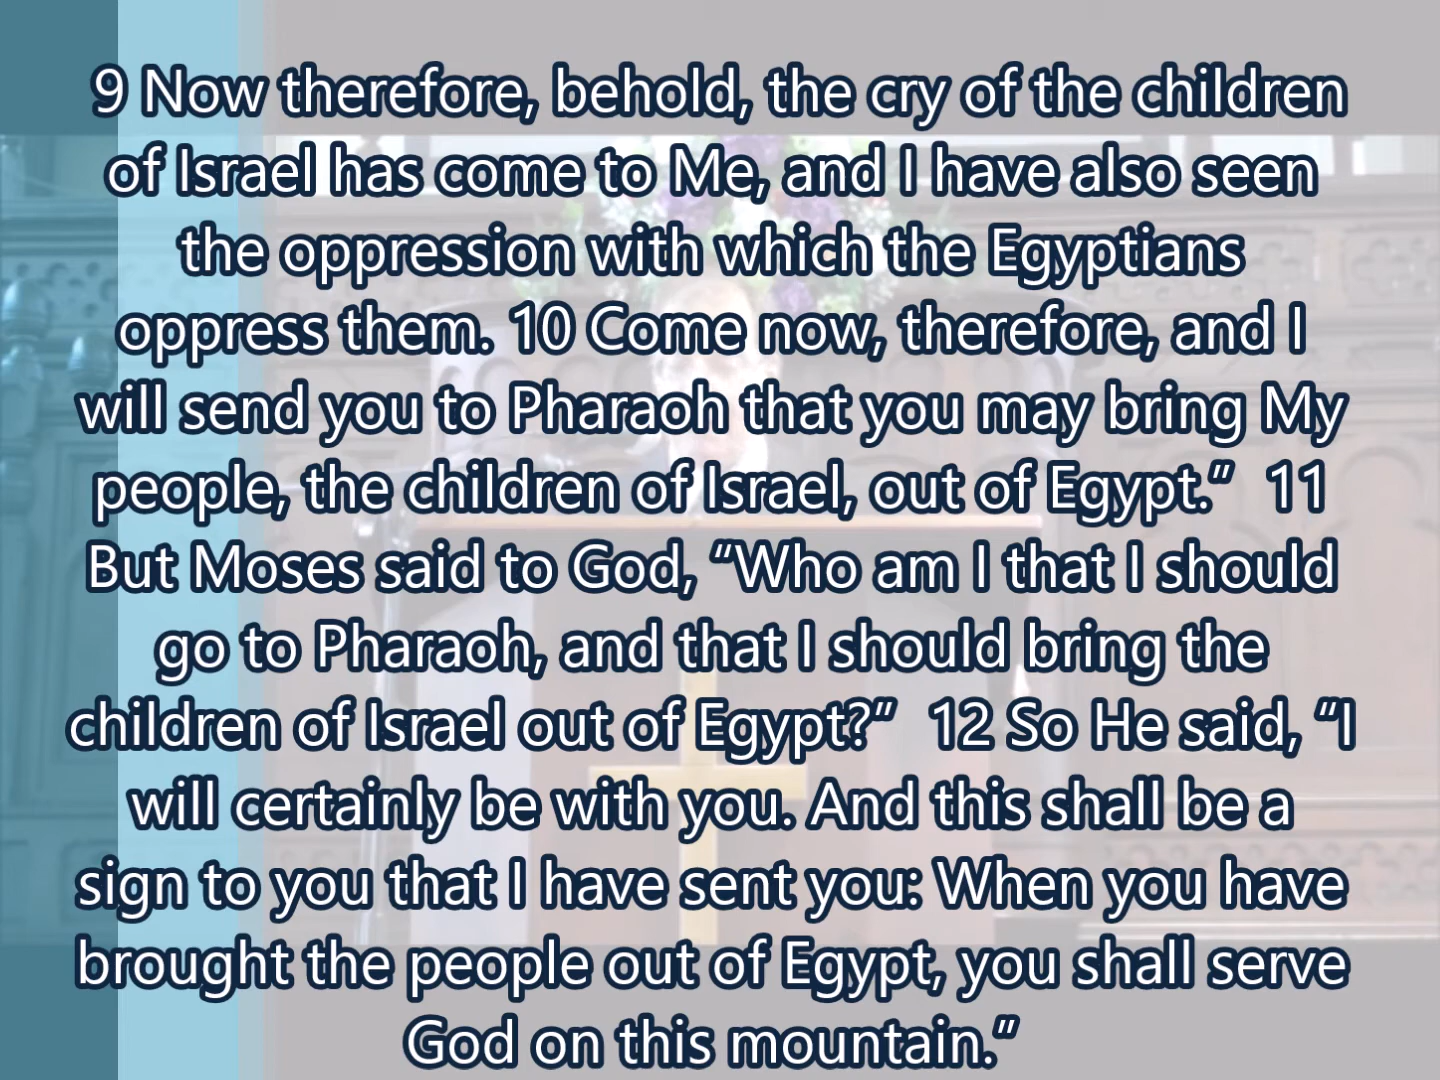 9 Now therefore, behold, the cry of the children
of Israel has come to Me, and I have also seen
the oppression with which the Egyptians
oppress them. 10 Come now, therefore, and I
will send you to Pharaoh that you may bring My
people, the children of Israel, out of Egypt.”  11
But Moses said to God, “Who am I that I should
go to Pharaoh, and that I should bring the
children of Israel out of Egypt?”  12 So He said, “I
will certainly be with you. And this shall be a
sign to you that I have sent you: When you have
brought the people out of Egypt, you shall serve
God on this mountain.”